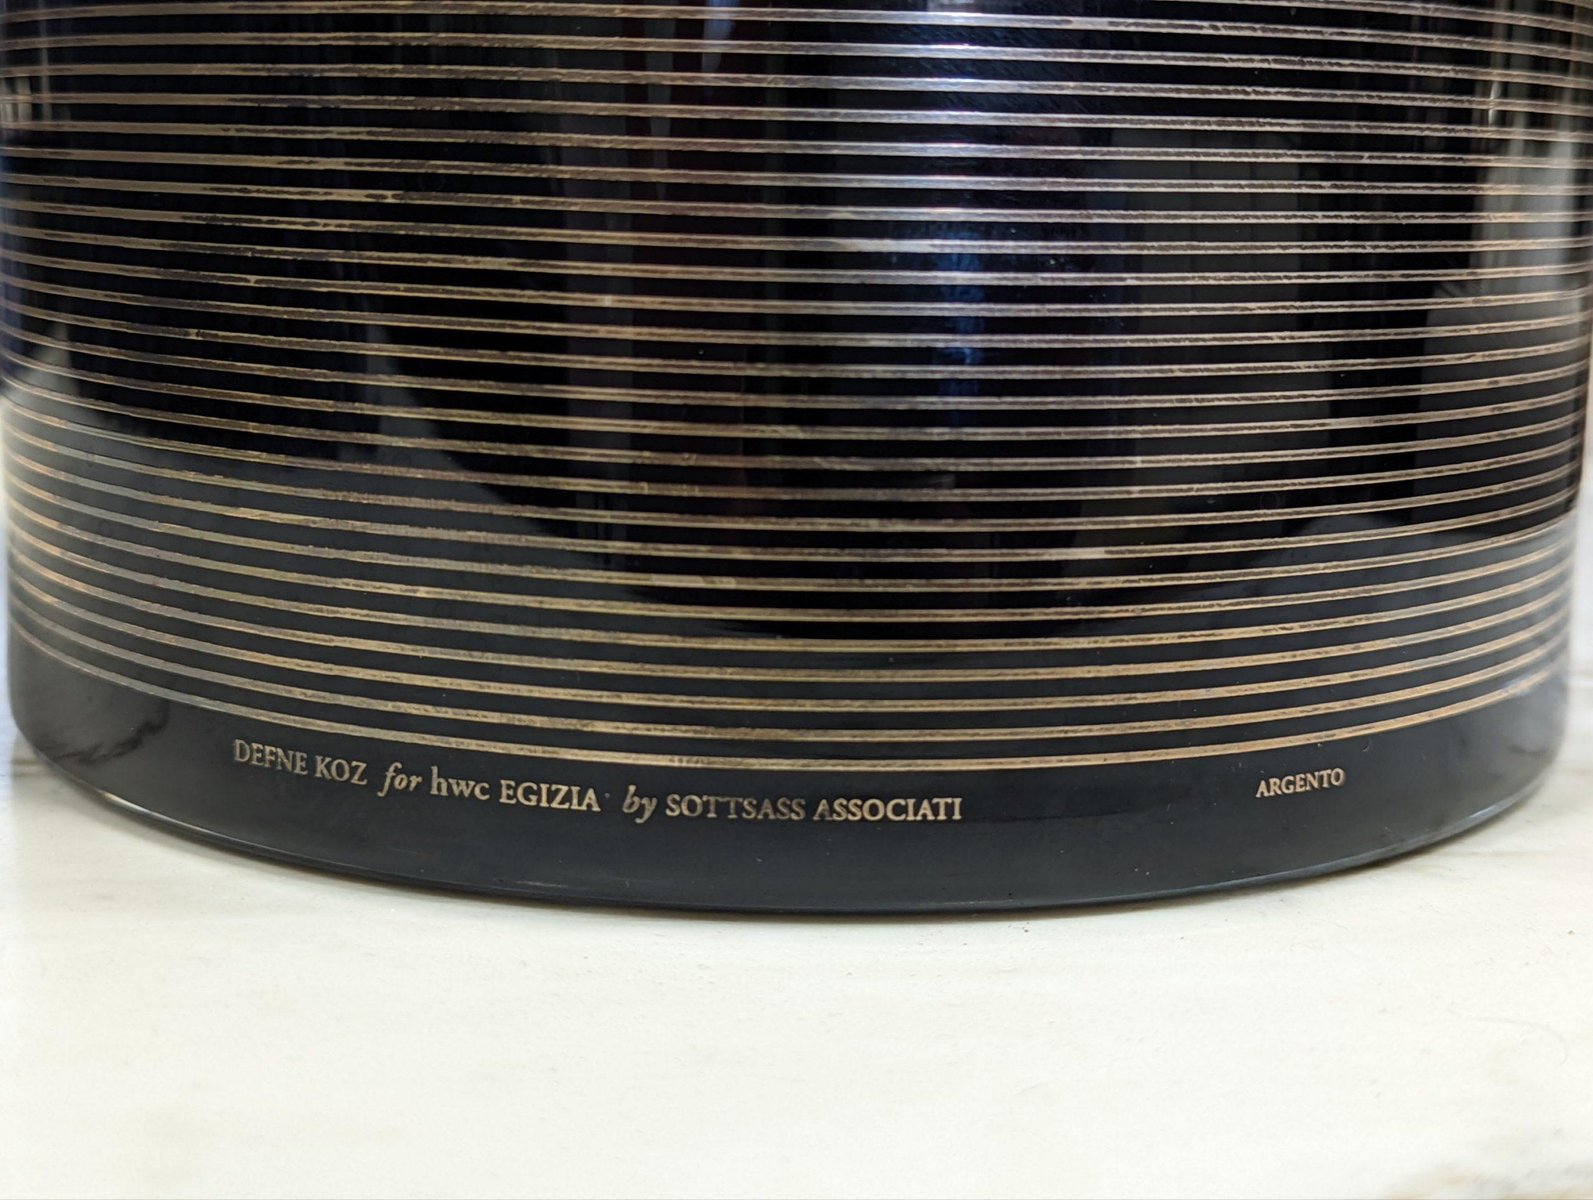 DEFNE KOZ for hwc EGIZIA by SOTTSASS ASSOCIATI
ARGENTO